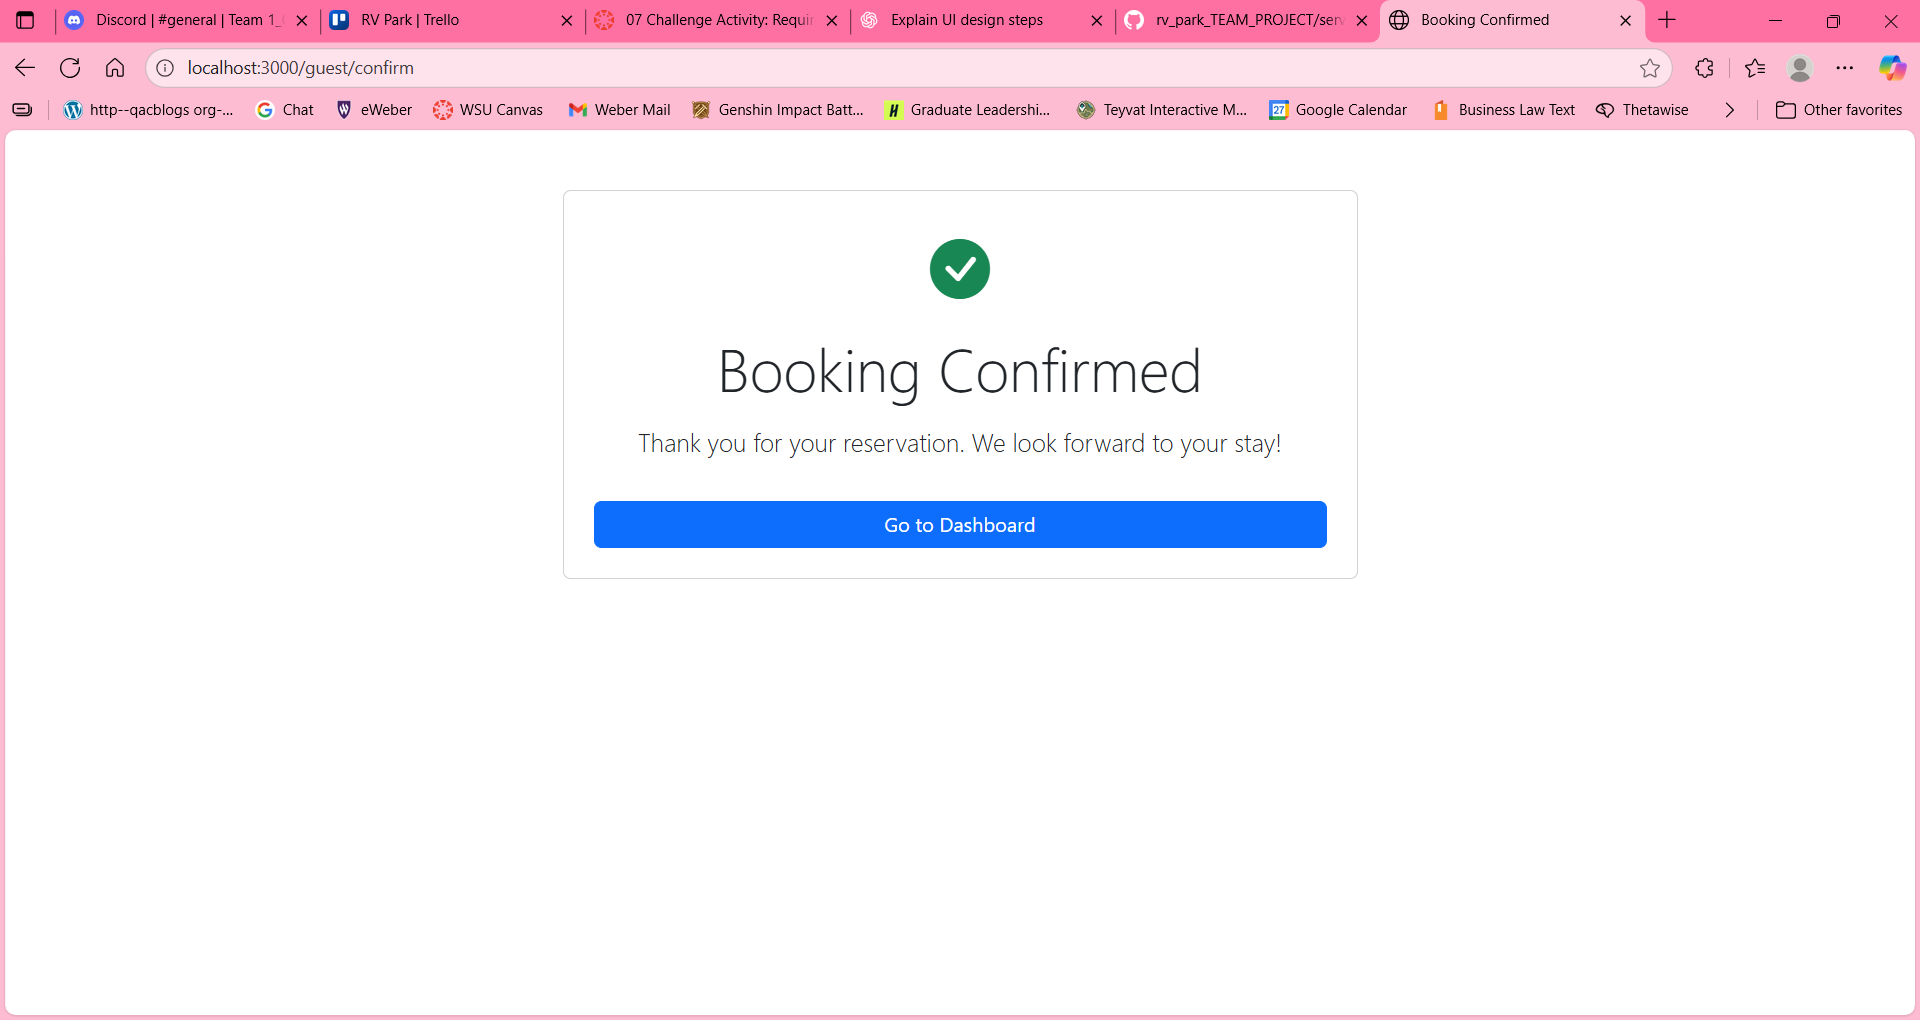 Discord | #general | Team 1_
RV Park | Trello
07 Challenge Activity: Requir
Explain UI design steps
rv_park_TEAM_PROJECT/serv
Booking Confirmed
localhost:3000/guest/confirm
http--qacblogs org-...
Chat
eWeber
WSU Canvas
Weber Mail
Genshin Impact Batt...
Graduate Leadershi...
Teyvat Interactive M...
27
Google Calendar
Business Law Text
Thetawise
Other favorites
Booking Confirmed
Thank you for your reservation. We look forward to your stay!
Go to Dashboard